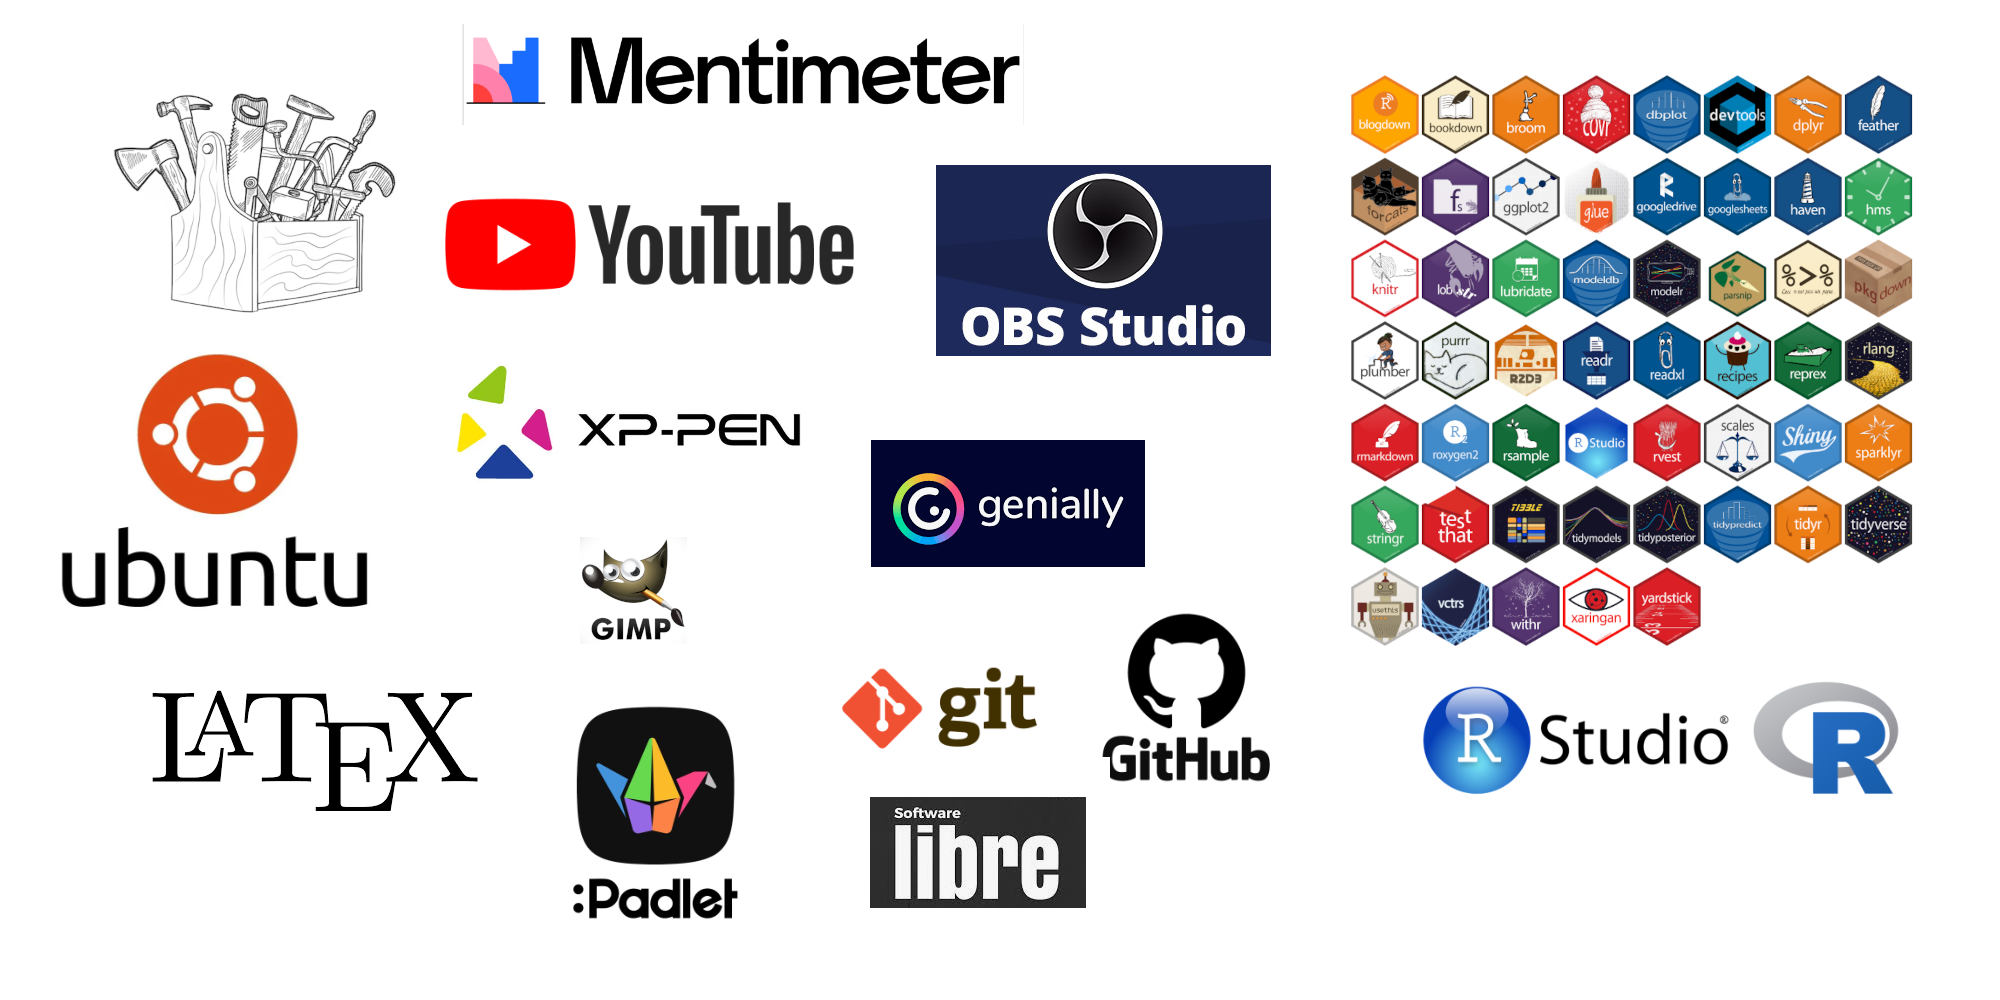 Mentimeter
YouTube
OBS Studio
ubuntu
XP-PEN
genially
GIMP
LATEX
:Padlet
git
GitHub
Software
libre
blogdown
bookdown
broom
covr
dbplot
devtools
dplyr
feather
forcats
fs
ggplot2
glue
googledrive
googlesheets
haven
hms
knitr
lobstr
lubridate
modeldb
modelr
parsnip
%>%
pkgdown
plumber
purrr
R2D3
readr
readxl
recipes
reprex
rlang
rmarkdown
roxygen2
rsample
R Studio
rvest
scales
Shiny
sparklyr
stringr
test
that
TIBBLE
tidymodels
tidyposterior
tidypredict
tidyr
tidyverse
usethis
vctrs
withr
xaringan
yardstick
R Studio®
R